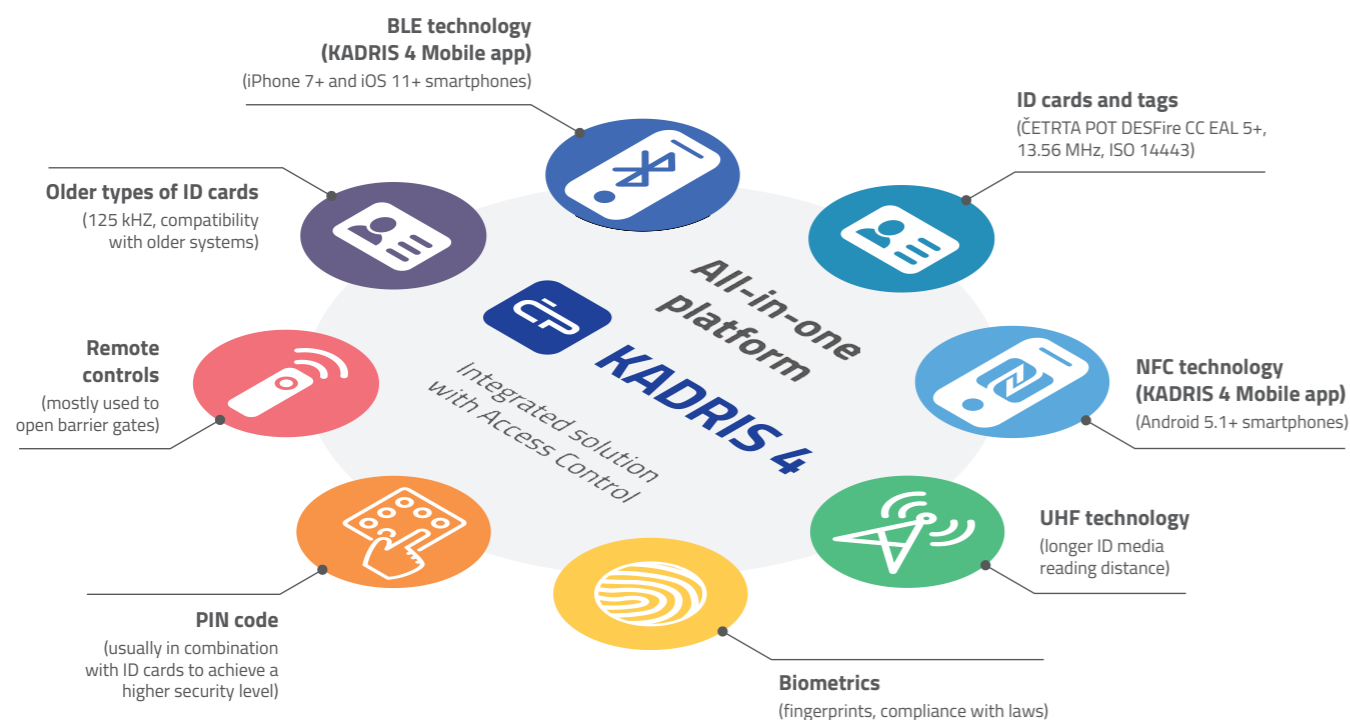 BLE technology
(KADRIS 4 Mobile app)
(iPhone 7+ and iOS 11+ smartphones)
ID cards and tags
(ČETRTA POT DESFire CC EAL 5+,
13.56 MHz, ISO 14443)
Older types of ID cards
(125 kHZ, compatibility
with older systems)
All-in-one
platform
KADRIS 4
Integrated solution
with Access Control
Remote
controls
(mostly used to
open barrier gates)
NFC technology
(KADRIS 4 Mobile app)
(Android 5.1+ smartphones)
UHF technology
(longer ID media
reading distance)
PIN code
(usually in combination
with ID cards to achieve a
higher security level)
Biometrics
(fingerprints, compliance with laws)